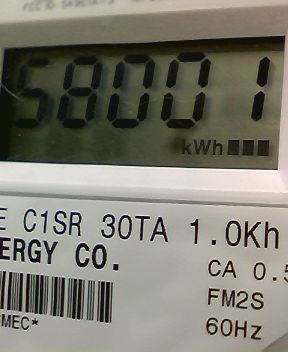 58001
kWh
E C1SR 30TA 1.0Kh
ERGY CO.
CA 0.5
FM2S
60Hz
MEC*